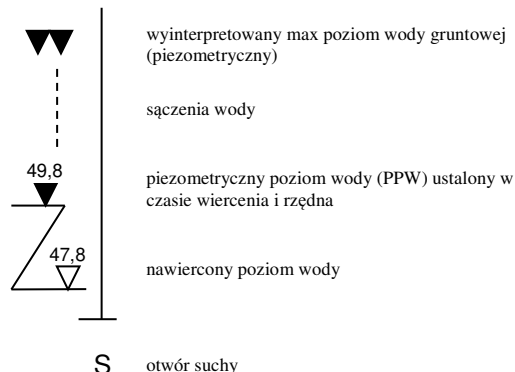 wyinterpretowany max poziom wody gruntowej
(piezometryczny)
sączenia wody
49,8
piezometryczny poziom wody (PPW) ustalony w
czasie wiercenia i rzędna
47,8
nawiercony poziom wody
S
otwór suchy